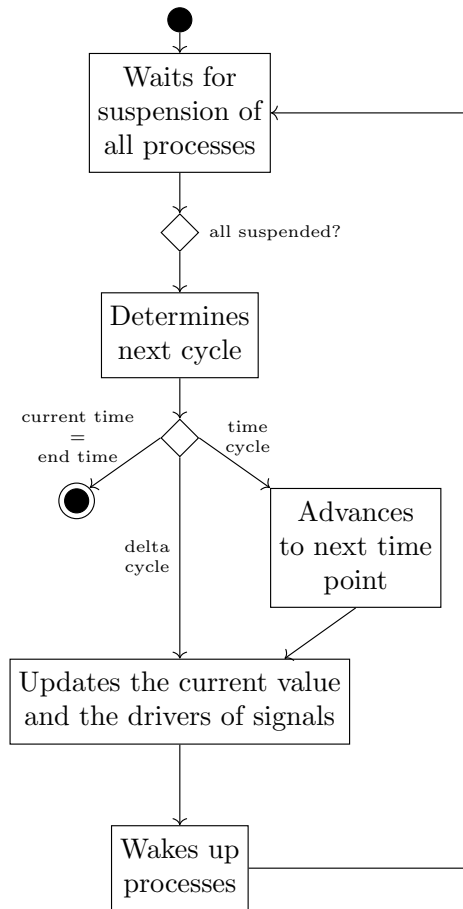 Waits for
suspension of
all processes
all suspended?
Determines
next cycle
current time
=
end time
time
cycle
Advances
to next time
point
delta
cycle
Updates the current value
and the drivers of signals
Wakes up
processes